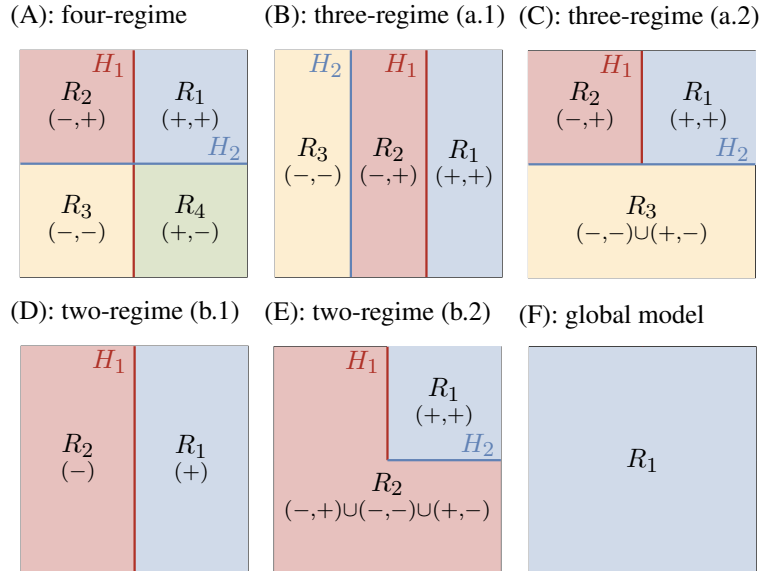 (A): four-regime
H₁
R₂
(−,+)
R₁
(+,+)
H₂
R₃
(−,−)
R₄
(+,−)
(B): three-regime (a.1)
H₂
H₁
R₃
(−,−)
R₂
(−,+)
R₁
(+,+)
(C): three-regime (a.2)
H₁
R₂
(−,+)
R₁
(+,+)
H₂
R₃
(−,−)∪(+,−)
(D): two-regime (b.1)
H₁
R₂
(−)
R₁
(+)
(E): two-regime (b.2)
H₁
R₁
(+,+)
H₂
R₂
(−,+)∪(−,−)∪(+,−)
(F): global model
R₁